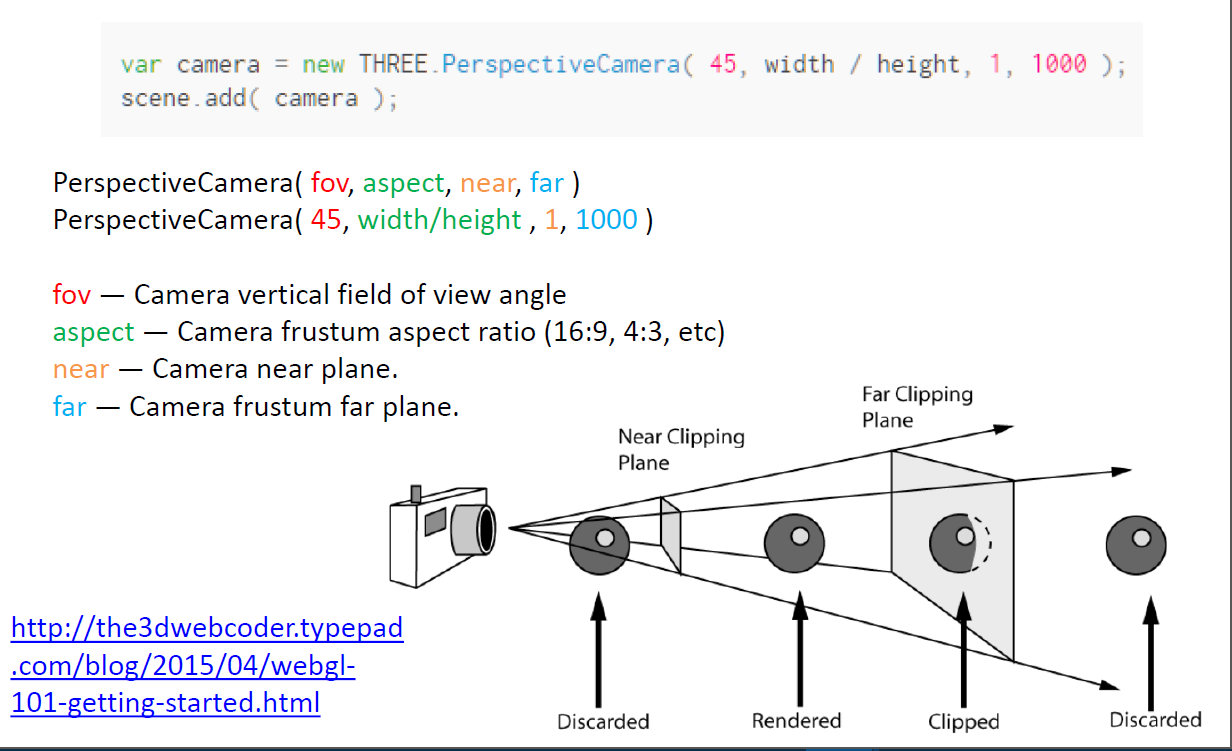 var camera = new THREE.PerspectiveCamera( 45, width / height, 1, 1000 );
scene.add( camera );
PerspectiveCamera( fov, aspect, near, far )
PerspectiveCamera( 45, width/height , 1, 1000 )
fov — Camera vertical field of view angle
aspect — Camera frustum aspect ratio (16:9, 4:3, etc)
near — Camera near plane.
far — Camera frustum far plane.
Far Clipping
Plane
Near Clipping
Plane
http://the3dwebcoder.typepad
.com/blog/2015/04/webgl-
101-getting-started.html
Discarded
Rendered
Clipped
Discarded